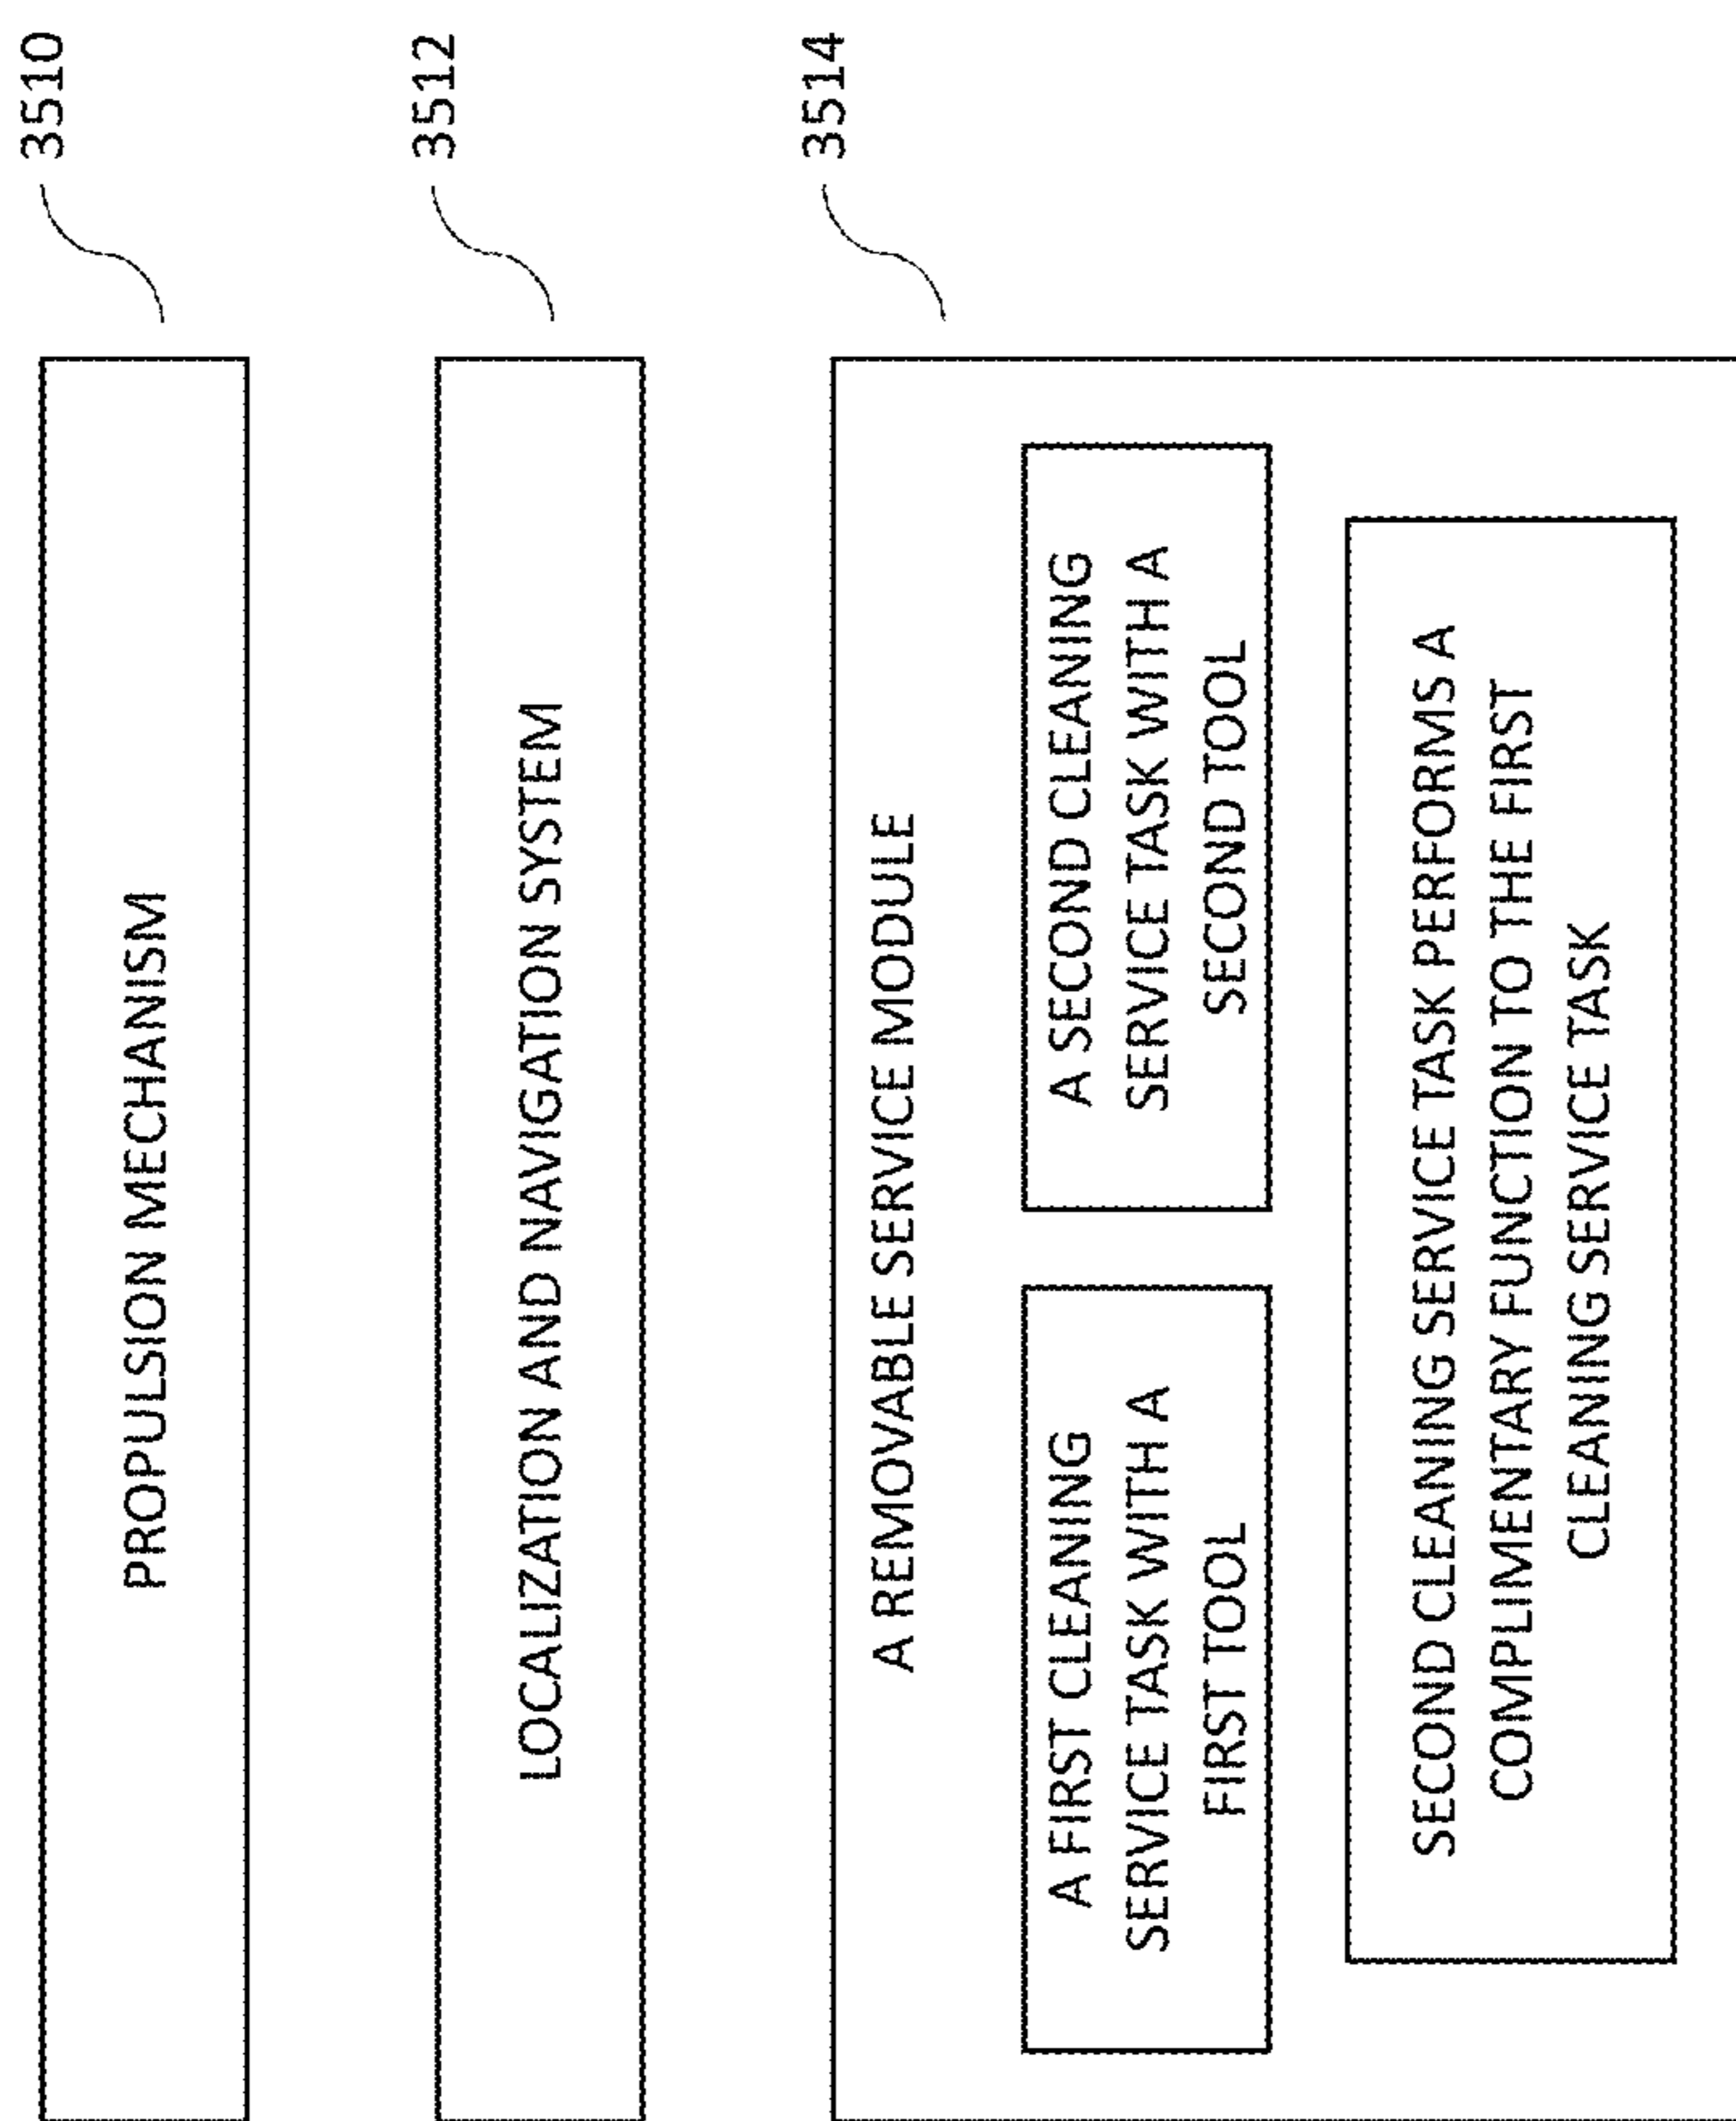 3510
PROPULSION MECHANISM
3512
LOCALIZATION AND NAVIGATION SYSTEM
3514
A REMOVABLE SERVICE MODULE
A FIRST CLEANING
SERVICE TASK WITH A
FIRST TOOL
A SECOND CLEANING
SERVICE TASK WITH A
SECOND TOOL
SECOND CLEANING SERVICE TASK PERFORMS A
COMPLIMENTARY FUNCTION TO THE FIRST
CLEANING SERVICE TASK